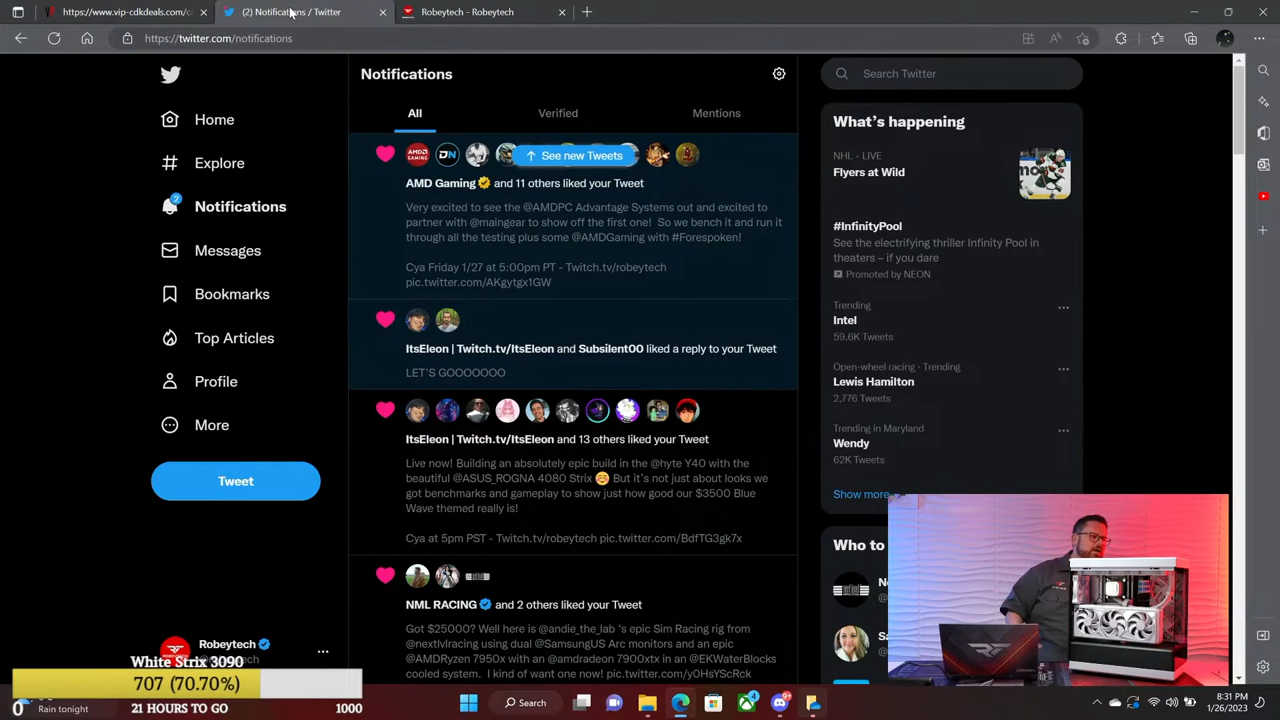 https://www.vip-cdkdeals.com/ca
(2) Notifications / Twitter
Robeytech - Robeytech
https://twitter.com/notifications
Home
Explore
2
Notifications
Messages
Bookmarks
Top Articles
Profile
More
Tweet
Robeytech
Notifications
All
Verified
Mentions
See new Tweets
AMD Gaming and 11 others liked your Tweet
Very excited to see the @AMDPC Advantage Systems out and excited to
partner with @maingear to show off the first one! So we bench it and run it
through all the testing plus some @AMDGaming with #Forespoken!
Cya Friday 1/27 at 5:00pm PT - Twitch.tv/robeytech
pic.twitter.com/AKgytgx1GW
ItsEleon | Twitch.tv/ItsEleon and Subsilent00 liked a reply to your Tweet
LET'S GOOOOOOO
ItsEleon | Twitch.tv/ItsEleon and 13 others liked your Tweet
Live now! Building an absolutely epic build in the @hyte Y40 with the
beautiful @ASUS_ROGNA 4080 Strix But it's not just about looks we
got benchmarks and gameplay to show just how good our $3500 Blue
Wave themed really is!
Cya at 5pm PST - Twitch.tv/robeytech pic.twitter.com/BdfTG3gk7x
NML RACING and 2 others liked your Tweet
Got $25000? Well here is @andie_the_lab 's epic Sim Racing rig from
@nextlvlracing using dual @SamsungUS Arc monitors and an epic
@AMDRyzen 7950x with an @amdradeon 7900xtx in an @EKWaterBlocks
cooled system. I kind of want one now! pic.twitter.com/y0HsYScRck
Search Twitter
What's happening
NHL · LIVE
Flyers at Wild
#InfinityPool
See the electrifying thriller Infinity Pool in
theaters – if you dare
Promoted by NEON
Trending
Intel
59.6K Tweets
Open-wheel racing · Trending
Lewis Hamilton
2,776 Tweets
Trending in Maryland
Wendy
62K Tweets
Show more
Who to
White Strix 3090
707 (70.70%)
0
21 HOURS TO GO
1000
Rain tonight
Search
4
9+
8:31 PM
1/26/2023